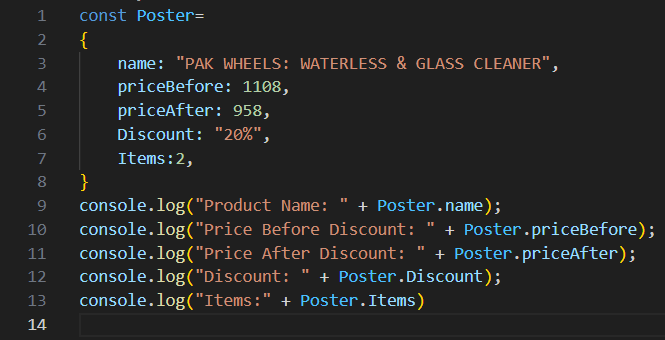 1 const Poster=
2 {
3     name: "PAK WHEELS: WATERLESS & GLASS CLEANER",
4     priceBefore: 1108,
5     priceAfter: 958,
6     Discount: "20%",
7     Items:2,
8 }
9 console.log("Product Name: " + Poster.name);
10 console.log("Price Before Discount: " + Poster.priceBefore);
11 console.log("Price After Discount: " + Poster.priceAfter);
12 console.log("Discount: " + Poster.Discount);
13 console.log("Items:" + Poster.Items)
14